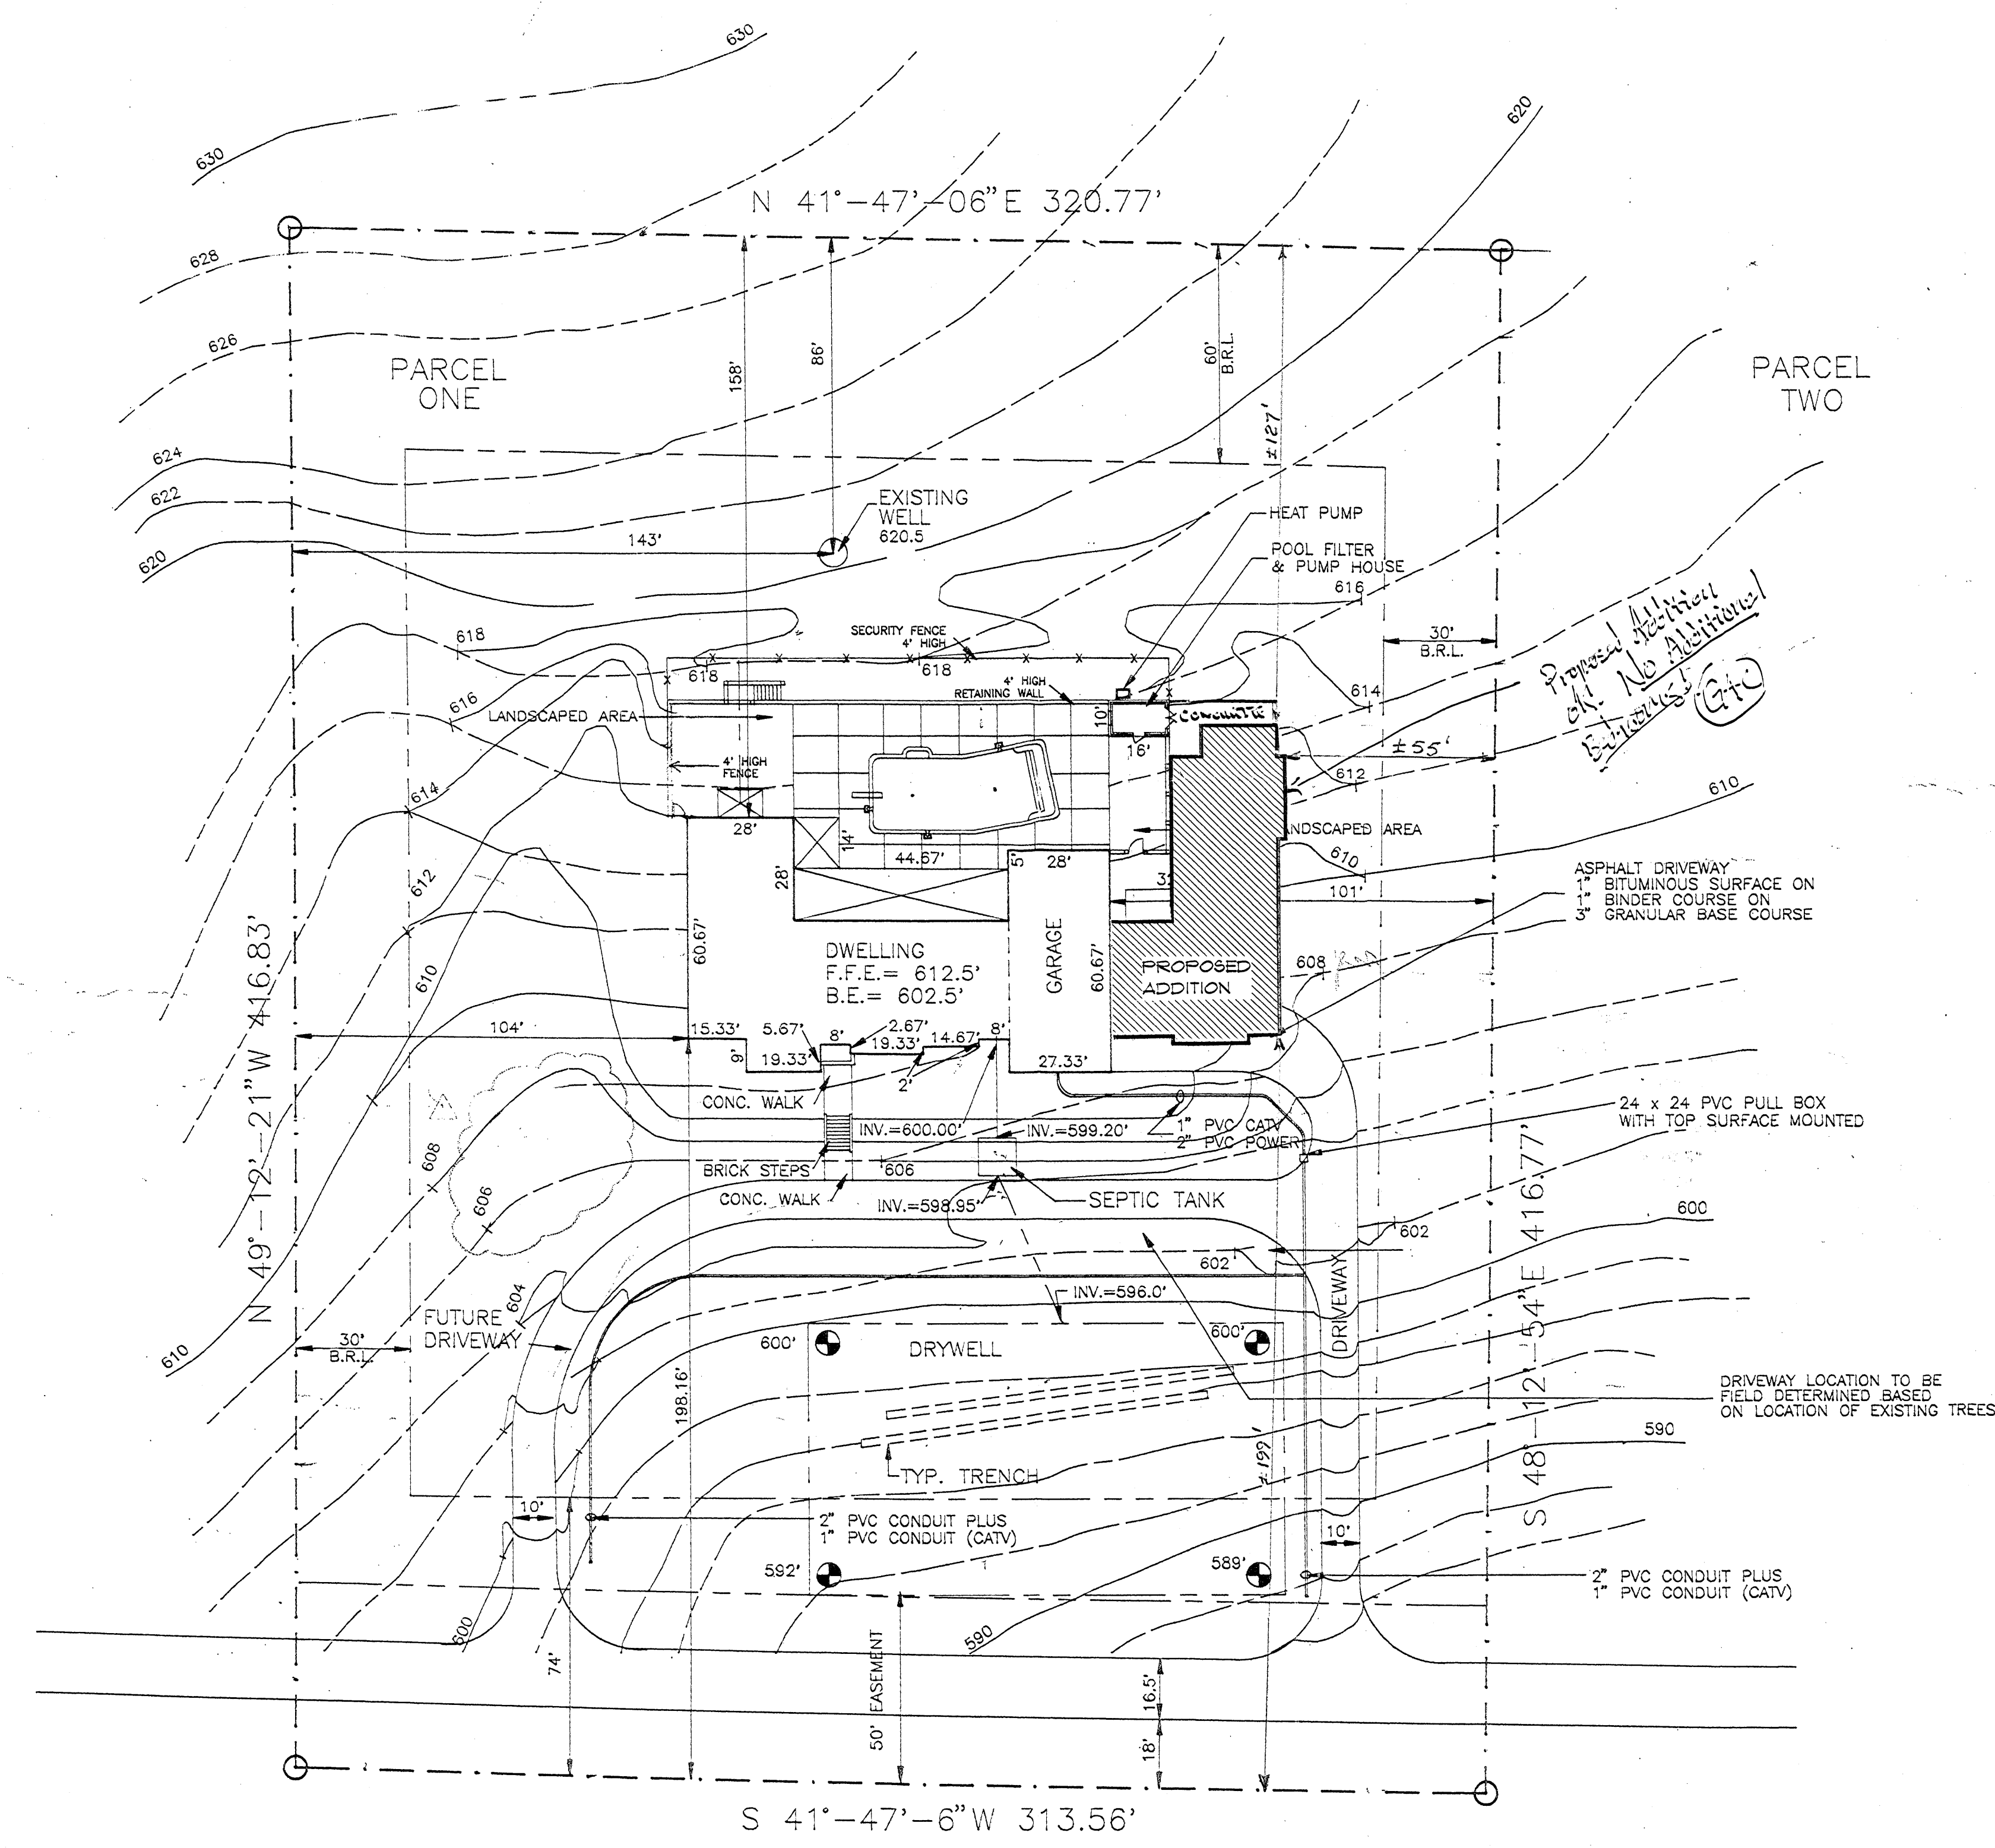 630
630
620
N 41°-47'-06"E 320.77'
628
626
PARCEL
ONE
158'
86'
60'
B.R.L.
±127'
PARCEL
TWO
624
622
620
143'
EXISTING
WELL
620.5
HEAT PUMP
POOL FILTER
& PUMP HOUSE
616
618
SECURITY FENCE
4' HIGH
618
618
30'
B.R.L.
Proposed Addition
ok! No Additional
616
LANDSCAPED AREA
4' HIGH
RETAINING WALL
10'
CONCRETE
614
16'
±55'
4' HIGH
FENCE
612
614
610
28'
14'
44.67'
5'
28'
LANDSCAPED AREA
610
28'
612
101'
ASPHALT DRIVEWAY
1" BITUMINOUS SURFACE ON
1" BINDER COURSE ON
3" GRANULAR BASE COURSE
60.67'
DWELLING
F.F.E.= 612.5'
B.E.= 602.5'
GARAGE
60.67'
PROPOSED
ADDITION
608
610
104'
15.33'
5.67'
8'
2.67'
19.33'
14.67'
8'
9'
19.33'
2'
27.33'
A
CONC. WALK
INV.=600.00'
INV.=599.20'
1" PVC CATV
2" PVC POWER
24 x 24 PVC PULL BOX
WITH TOP SURFACE MOUNTED
608
BRICK STEPS
606
606
CONC. WALK
INV.=598.95'
SEPTIC TANK
600
602
602
N 49°-12'-21"W 416.83'
S 48°-12'-54"E 416.77'
604
INV.=596.0'
FUTURE
DRIVEWAY
DRIVEWAY
610
30'
B.R.L.
600'
DRYWELL
600'
198.16'
DRIVEWAY LOCATION TO BE
FIELD DETERMINED BASED
ON LOCATION OF EXISTING TREES
590
±199'
TYP. TRENCH
10'
2" PVC CONDUIT PLUS
1" PVC CONDUIT (CATV)
10'
592'
589'
2" PVC CONDUIT PLUS
1" PVC CONDUIT (CATV)
600
590
74'
50' EASEMENT
16.5'
18'
S 41°-47'-6"W 313.56'